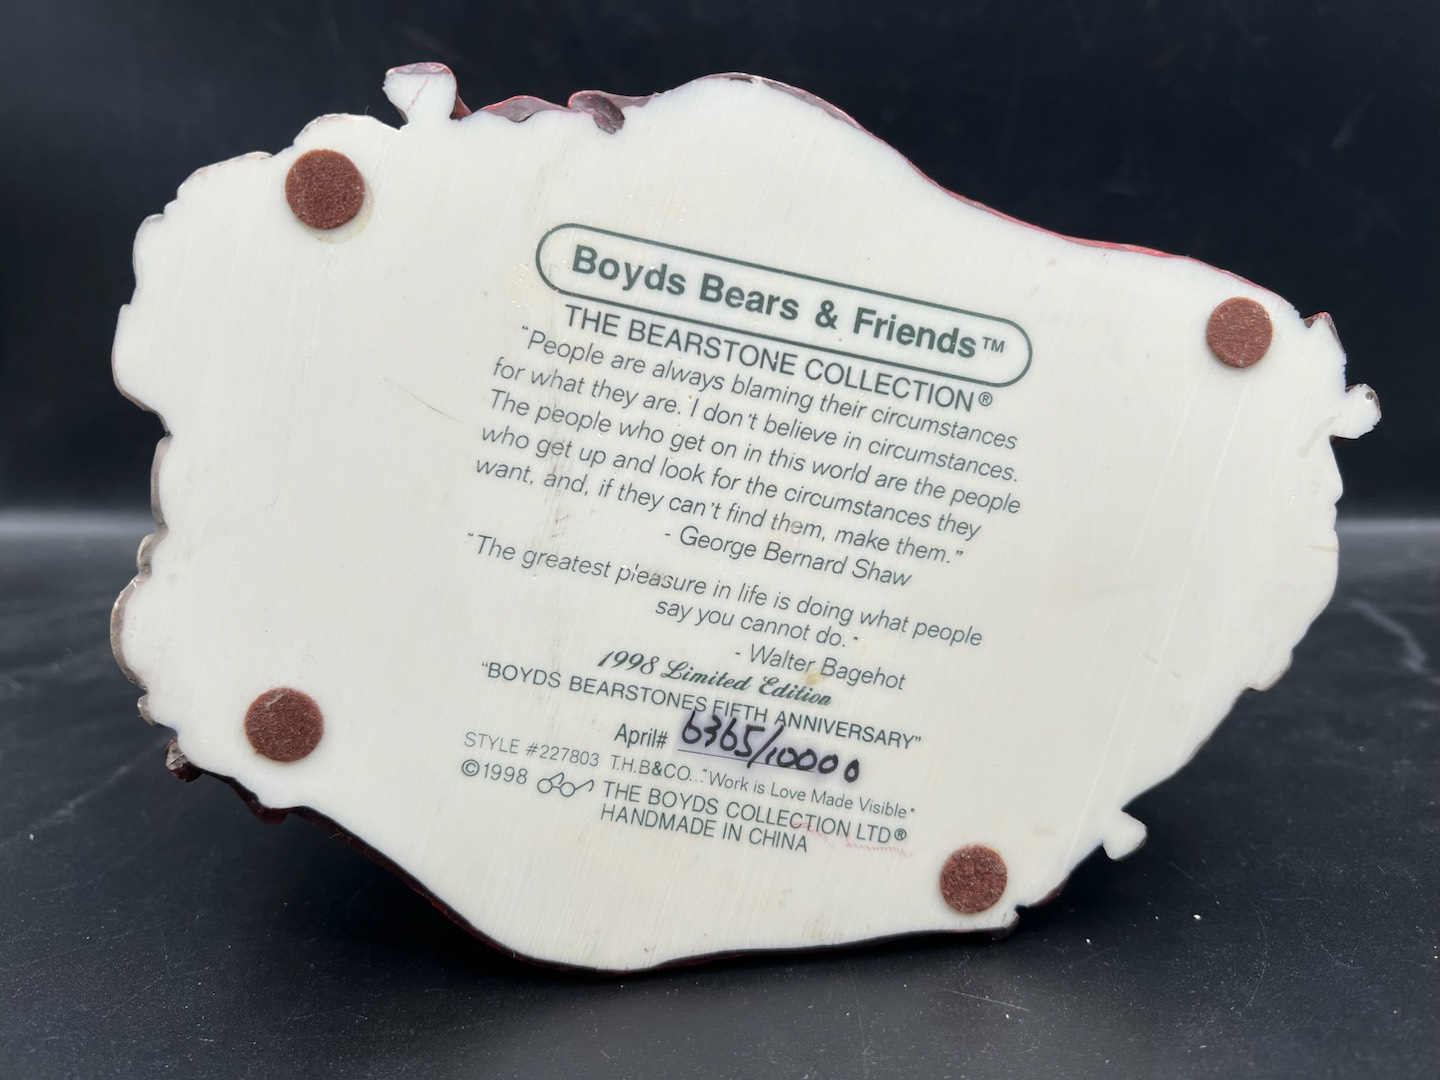 Boyds Bears & Friends™
THE BEARSTONE COLLECTION®
"People are always blaming their circumstances
for what they are. I don't believe in circumstances.
The people who get on in this world are the people
who get up and look for the circumstances they
want, and, if they can't find them, make them."
- George Bernard Shaw
"The greatest pleasure in life is doing what people
say you cannot do."
- Walter Bagehot
1998 Limited Edition
"BOYDS BEARSTONES FIFTH ANNIVERSARY"
April# 6365/10000
STYLE #227803 T.H.B&CO..."Work is Love Made Visible"
©1998 THE BOYDS COLLECTION LTD®
HANDMADE IN CHINA